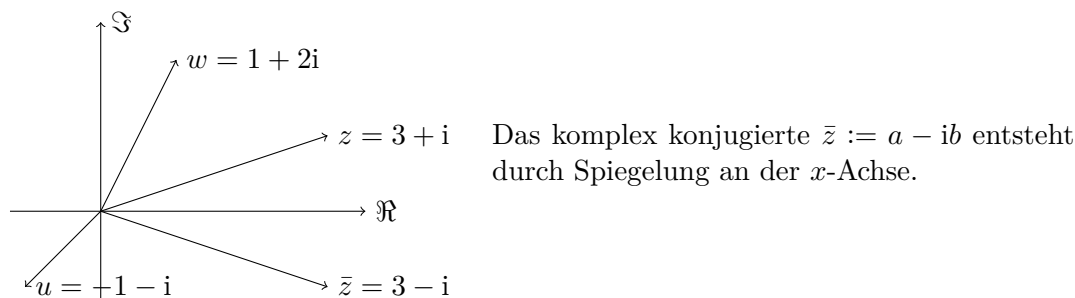 ℑ
w = 1 + 2i
z = 3 + i
Das komplex konjugierte z̄ := a − ib entsteht
durch Spiegelung an der x-Achse.
ℜ
u = −1 − i
z̄ = 3 − i